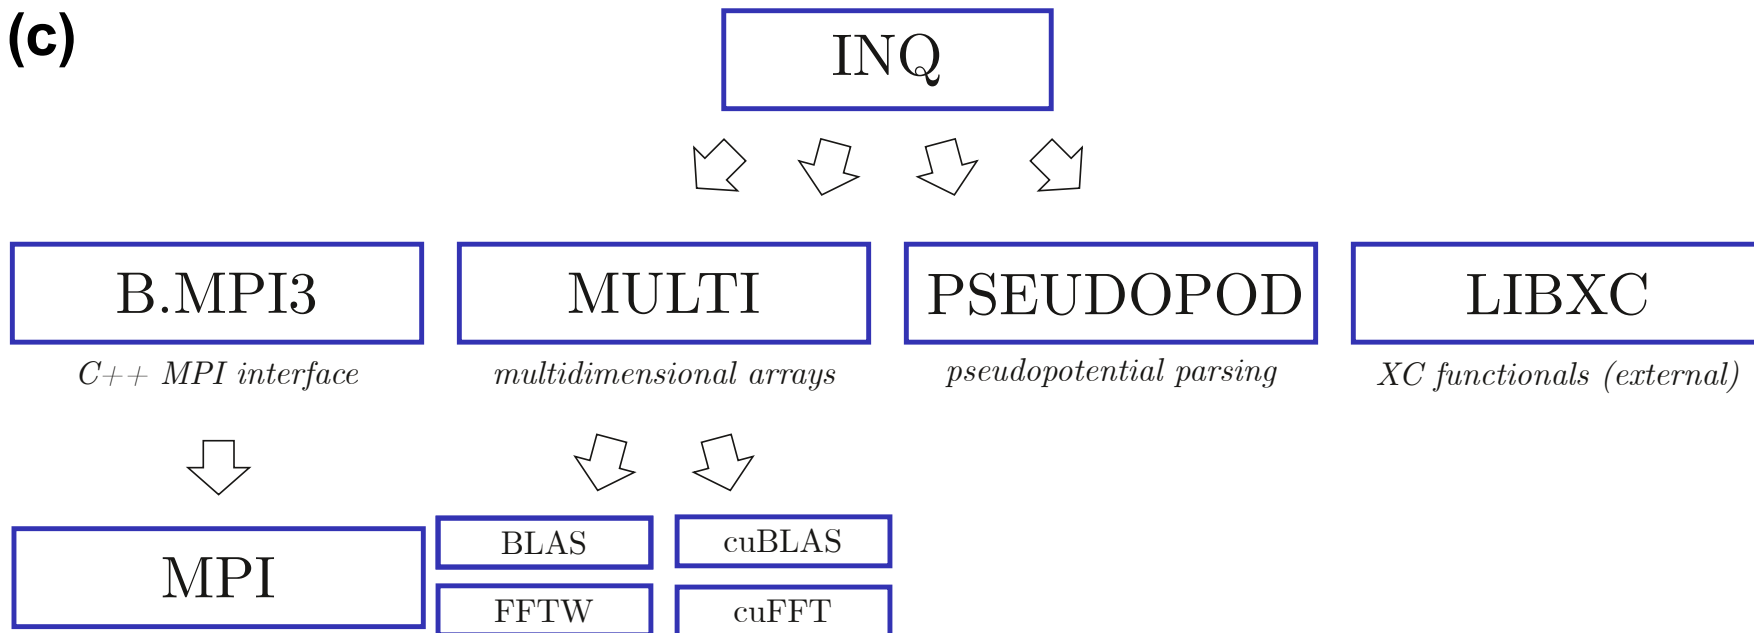 (c)
INQ
B.MPI3
MULTI
PSEUDOPOD
LIBXC
C++ MPI interface
multidimensional arrays
pseudopotential parsing
XC functionals (external)
MPI
BLAS
cuBLAS
FFTW
cuFFT